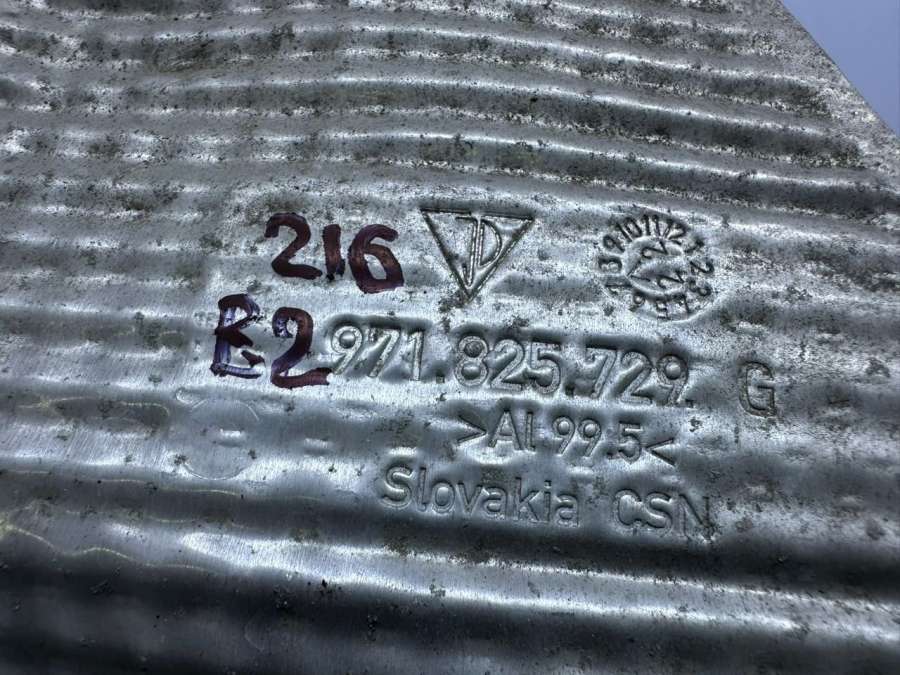 216
E2
971.825.729. G
>Al 99.5<
Slovakia CSN